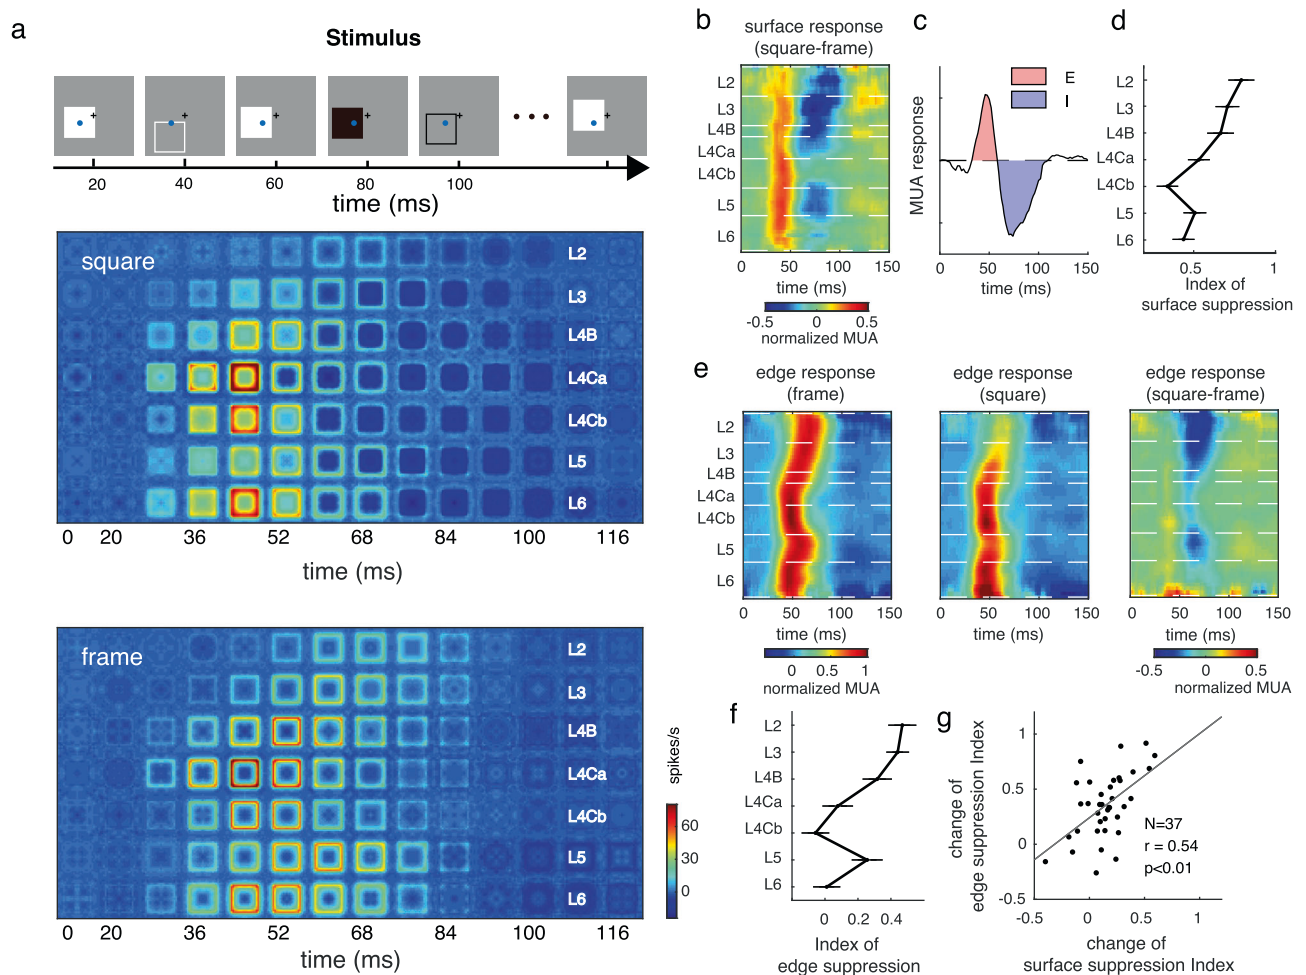 a
Stimulus
20
40
60
80
100
time (ms)
square
L2
L3
L4B
L4Ca
L4Cb
L5
L6
0
20
36
52
68
84
100
116
time (ms)
frame
L2
L3
L4B
L4Ca
L4Cb
L5
L6
0
20
36
52
68
84
100
116
time (ms)
spikes/s
60
40
20
0
b
surface response
(square-frame)
L2
L3
L4B
L4Ca
L4Cb
L5
L6
0
50
100
150
time (ms)
-0.5
0
0.5
normalized MUA
c
E
I
MUA response
0
50
100
150
time (ms)
d
L2
L3
L4B
L4Ca
L4Cb
L5
L6
0.5
1
Index of
surface suppression
e
edge response
(frame)
L2
L3
L4B
L4Ca
L4Cb
L5
L6
0
50
100
150
time (ms)
0
0.5
1
normalized MUA
edge response
(square)
0
50
100
150
time (ms)
edge response
(square-frame)
0
50
100
150
time (ms)
-0.5
0
0.5
normalized MUA
f
L2
L3
L4B
L4Ca
L4Cb
L5
L6
0
0.2
0.4
Index of
edge suppression
g
change of
edge suppression Index
1
0.5
0
-0.5
N=37
r = 0.54
p<0.01
-0.5
0
0.5
1
change of
surface suppression Index